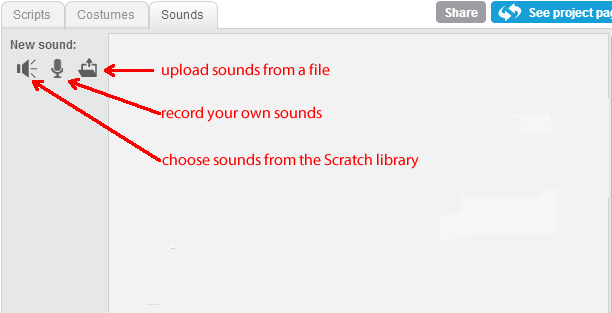 Scripts Costumes Sounds Share See project pag
New sound:
upload sounds from a file
record your own sounds
choose sounds from the Scratch library